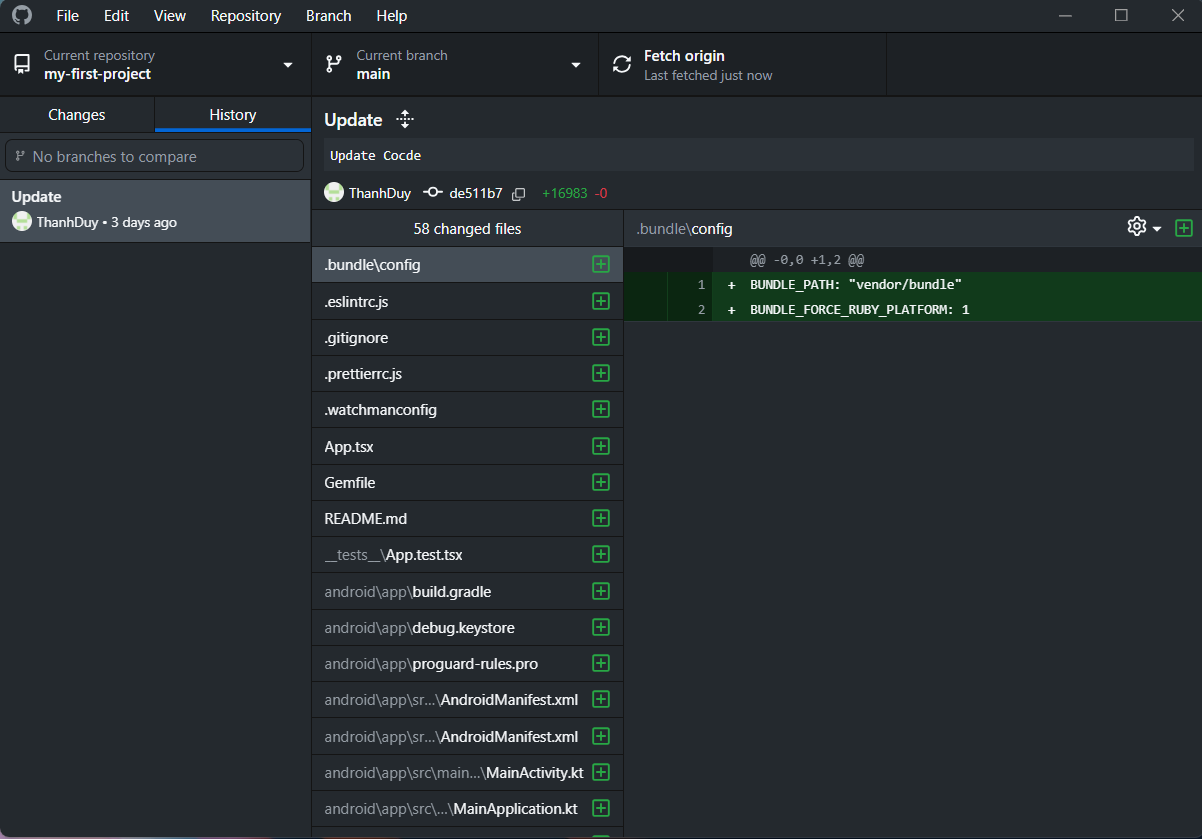 File Edit View Repository Branch Help
Current repository
my-first-project
Current branch
main
Fetch origin
Last fetched just now
Changes
History
No branches to compare
Update
ThanhDuy • 3 days ago
Update
Update Cocde
ThanhDuy de511b7 +16983 -0
58 changed files
.bundle\config
.eslintrc.js
.gitignore
.prettierrc.js
.watchmanconfig
App.tsx
Gemfile
README.md
__tests__\App.test.tsx
android\app\build.gradle
android\app\debug.keystore
android\app\proguard-rules.pro
android\app\sr...\AndroidManifest.xml
android\app\sr...\AndroidManifest.xml
android\app\src\main...\MainActivity.kt
android\app\src\...\MainApplication.kt
.bundle\config
@@ -0,0 +1,2 @@
1 + BUNDLE_PATH: "vendor/bundle"
2 + BUNDLE_FORCE_RUBY_PLATFORM: 1